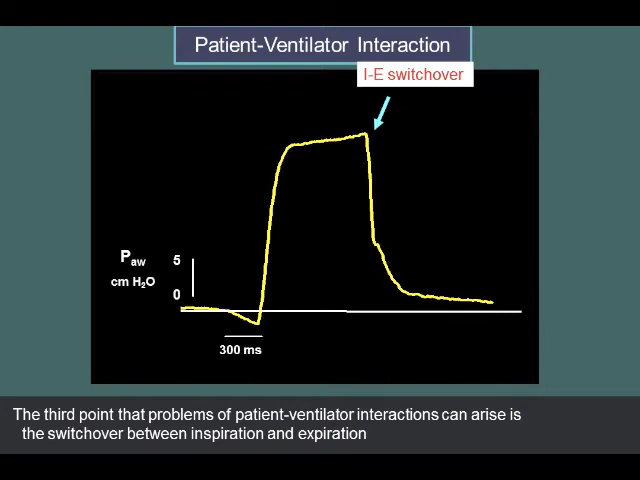 Patient-Ventilator Interaction
I-E switchover
Paw
5
cm H₂O
0
300 ms
The third point that problems of patient-ventilator interactions can arise is
the switchover between inspiration and expiration